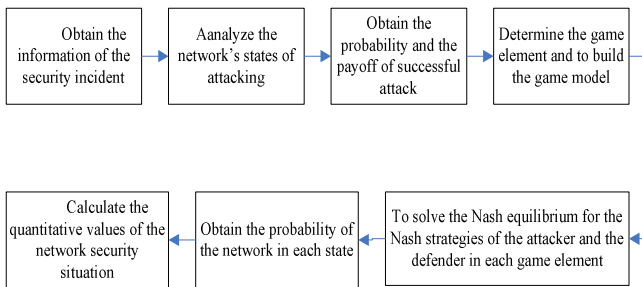 Obtain the
information of the
security incident
Aanalyze the
network's states of
attacking
Obtain the
probability and the
payoff of successful
attack
Determine the game
element and to build
the game model
To solve the Nash equilibrium for the
Nash strategies of the attacker and the
defender in each game element
Obtain the probability of
the network in each state
Calculate the
quantitative values of the
network security
situation